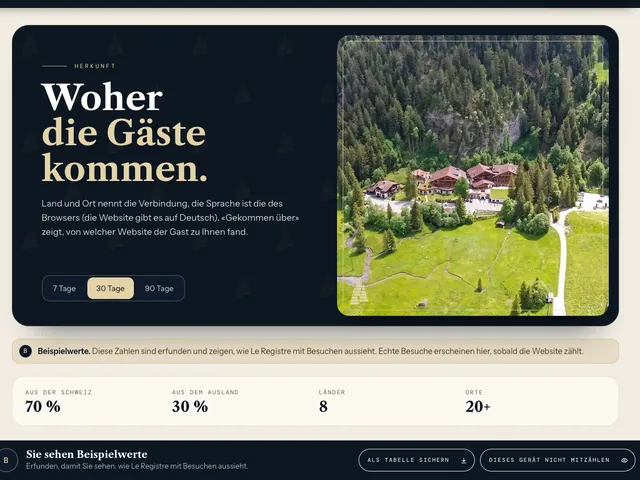 HERKUNFT
Woher
die Gäste
kommen.
Land und Ort nennt die Verbindung, die Sprache ist die des
Browsers (die Website gibt es auf Deutsch). «Gekommen über»
zeigt, von welcher Website der Gast zu Ihnen fand.
7 Tage 30 Tage 90 Tage
B Beispielwerte. Diese Zahlen sind erfunden und zeigen, wie Le Registre mit Besuchen aussieht. Echte Besuche erscheinen hier, sobald die Website zählt.
AUS DER SCHWEIZ AUS DEM AUSLAND LÄNDER ORTE
70 % 30 % 8 20+
B Sie sehen Beispielwerte
Erfunden, damit Sie sehen, wie Le Registre mit Besuchen aussieht.
ALS TABELLE SICHERN DIESES GERÄT NICHT MITZÄHLEN